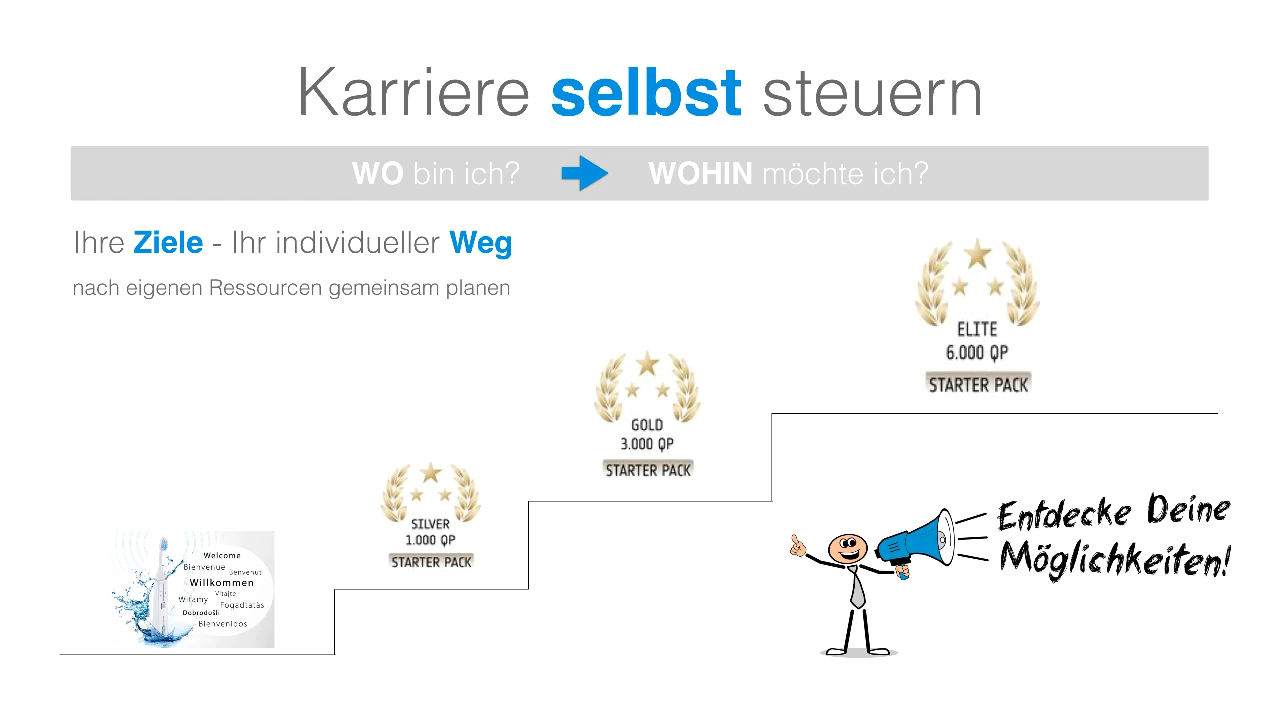 Karriere selbst steuern
WO bin ich?
WOHIN möchte ich?
Ihre Ziele - Ihr individueller Weg
nach eigenen Ressourcen gemeinsam planen
ELITE
6.000 QP
STARTER PACK
GOLD
3.000 QP
STARTER PACK
SILVER
1.000 QP
STARTER PACK
Welcome
Bienvenue
Benvenuti
Willkommen
Vitajte
Witamy
Fogadtatás
Dobrodošli
Bienvenidos
Entdecke Deine
Möglichkeiten!